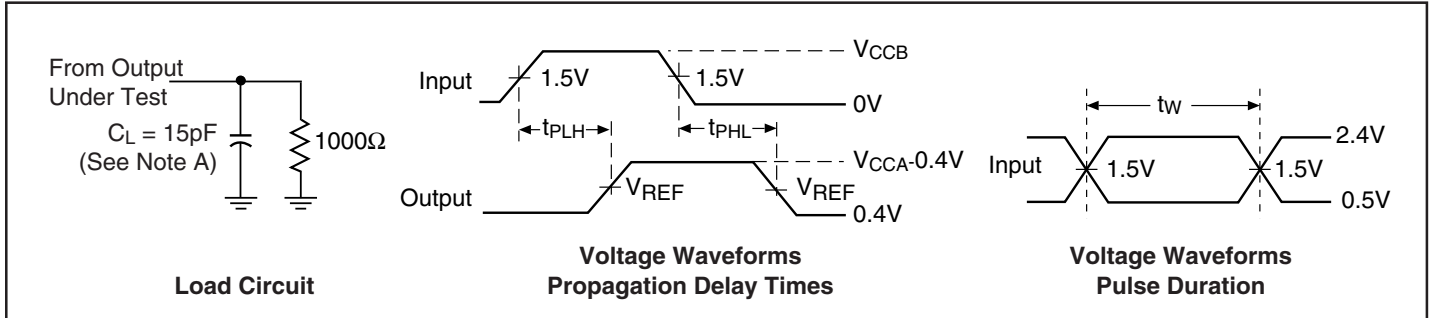 From Output
Under Test
C_L = 15pF
(See Note A)
1000Ω
Load Circuit
Input
1.5V
1.5V
V_CCB
0V
t_PLH
t_PHL
V_CCA-0.4V
Output
V_REF
V_REF
0.4V
Voltage Waveforms
Propagation Delay Times
t_W
2.4V
Input
1.5V
1.5V
0.5V
Voltage Waveforms
Pulse Duration